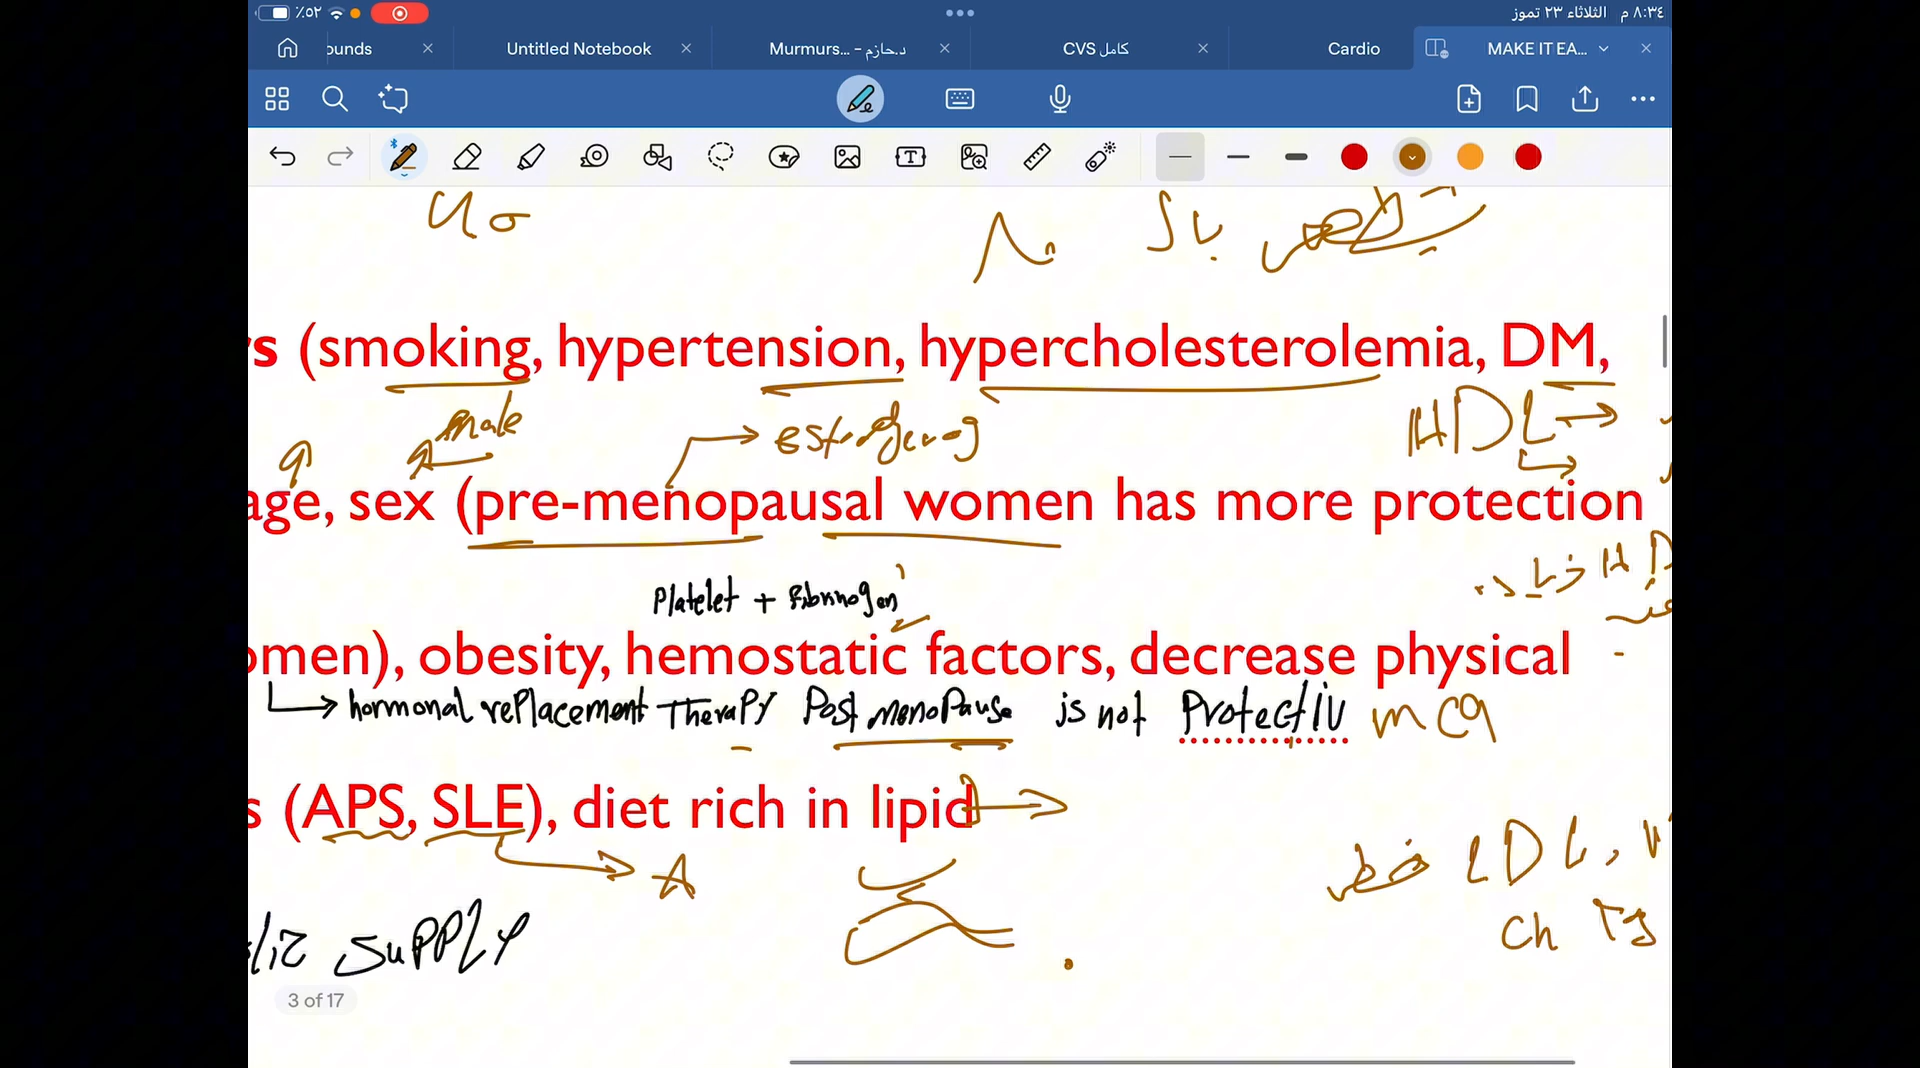 ٪٥٢
٨:٣٤ م الثلاثاء ٢٣ تموز
ounds
Untitled Notebook
Murmurs... – د.حازم
CVS كامل
Cardio
MAKE IT EA...
s (smoking, hypertension, hypercholesterolemia, DM,
male
HDL
age, sex (pre-menopausal women has more protection
Platelet + Fibrinogen
omen), obesity, hemostatic factors, decrease physical
hormonal replacement Therapy Post menopause is not Protectiv mcq
s (APS, SLE), diet rich in lipid
LDL,
Ch Tg
supply
3 of 17